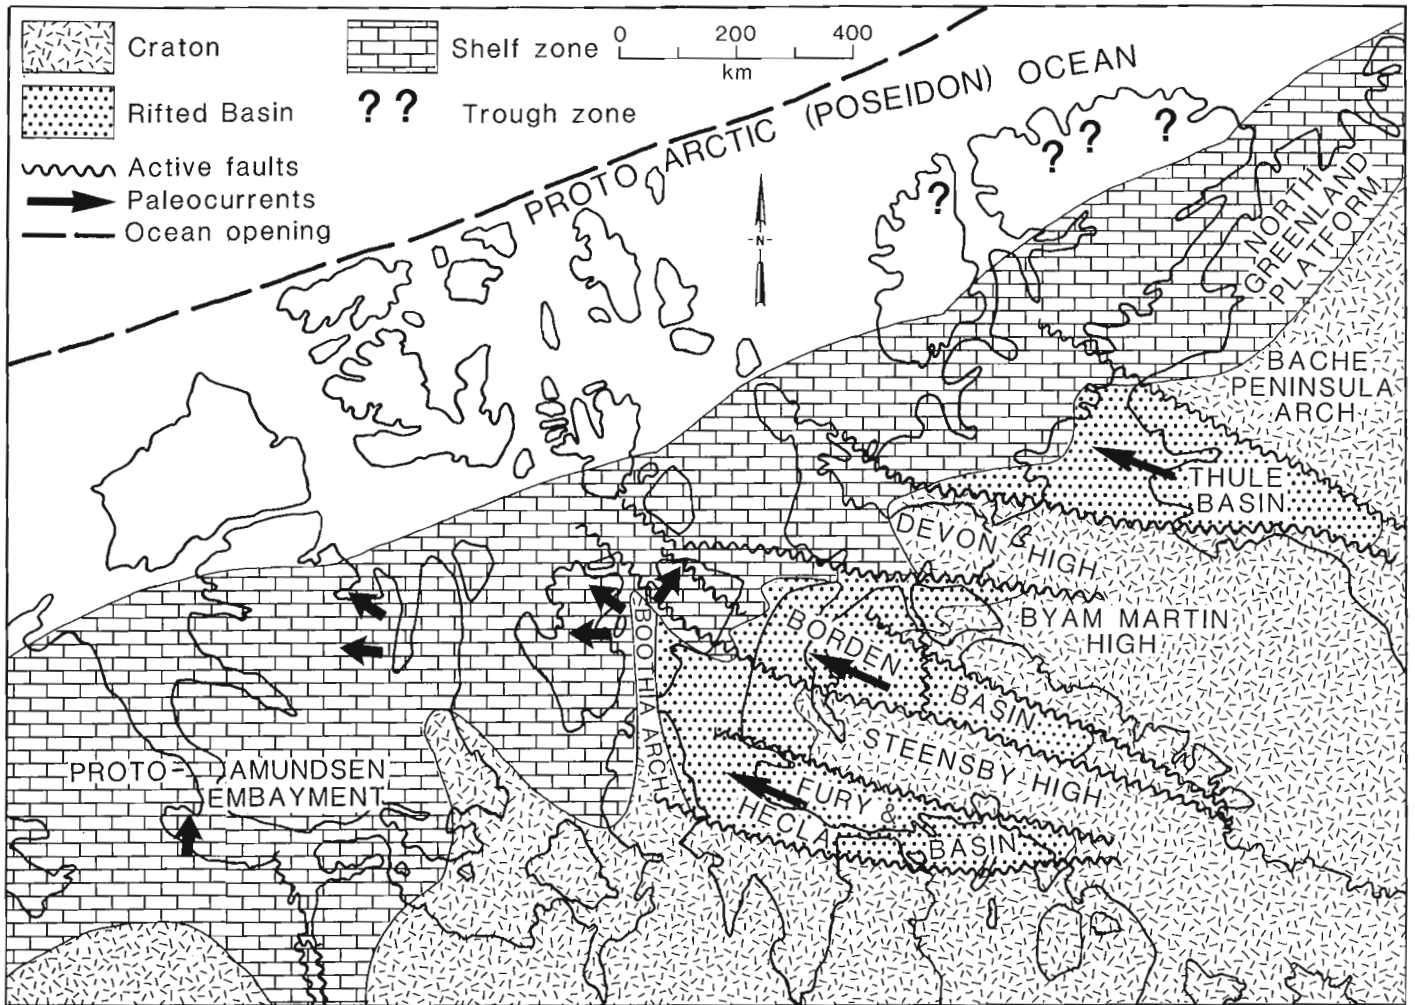 Craton
Shelf zone
0 200 400
km
Rifted Basin
? ? Trough zone
Active faults
Paleocurrents
Ocean opening
PROTO ARCTIC (POSEIDON) OCEAN
?
?
?
?
-N-
NORTH
GREENLAND
PLATFORM
BACHE
PENINSULA
ARCH
THULE
BASIN
DEVON HIGH
BYAM MARTIN
HIGH
BORDEN
BASIN
BOOTHIA ARCH
STEENSBY HIGH
PROTO- AMUNDSEN
EMBAYMENT
FURY &
HECLA
BASIN